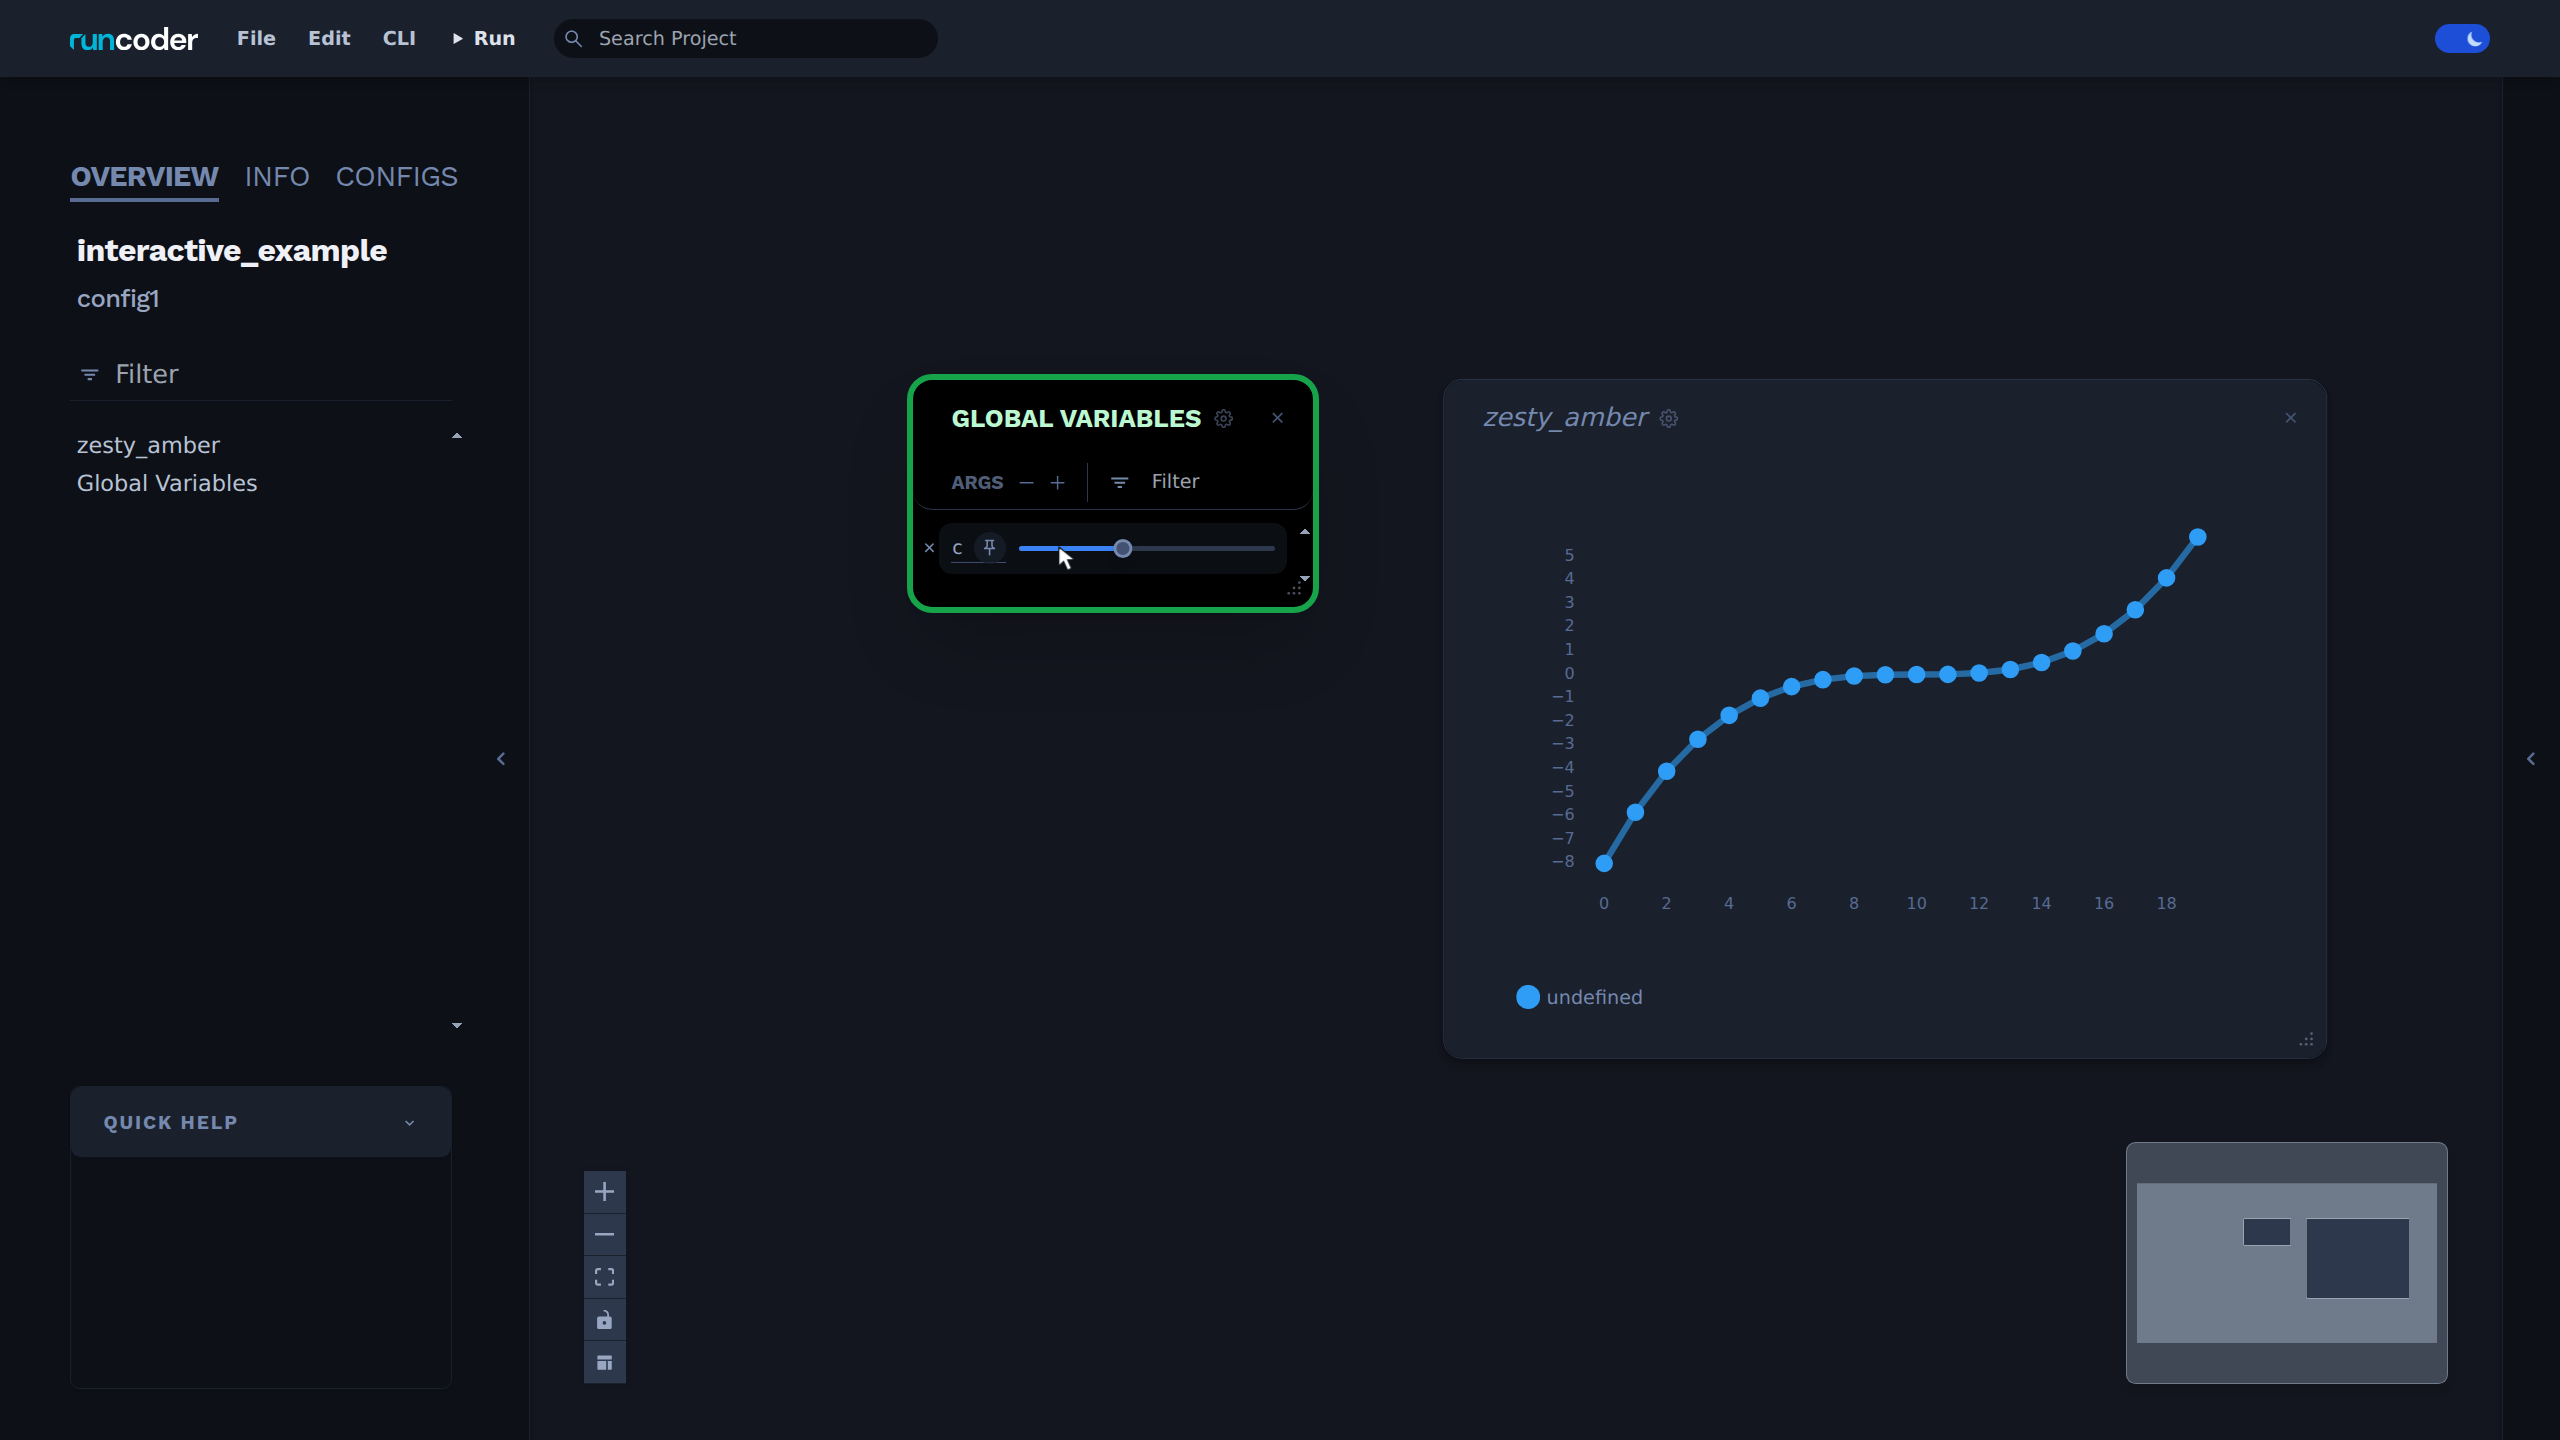 runcoder File Edit CLI Run Search Project
OVERVIEW INFO CONFIGS
interactive_example
config1
Filter
zesty_amber
Global Variables
QUICK HELP
GLOBAL VARIABLES
ARGS Filter
c
zesty_amber
5
4
3
2
1
0
−1
−2
−3
−4
−5
−6
−7
−8
0 2 4 6 8 10 12 14 16 18
undefined